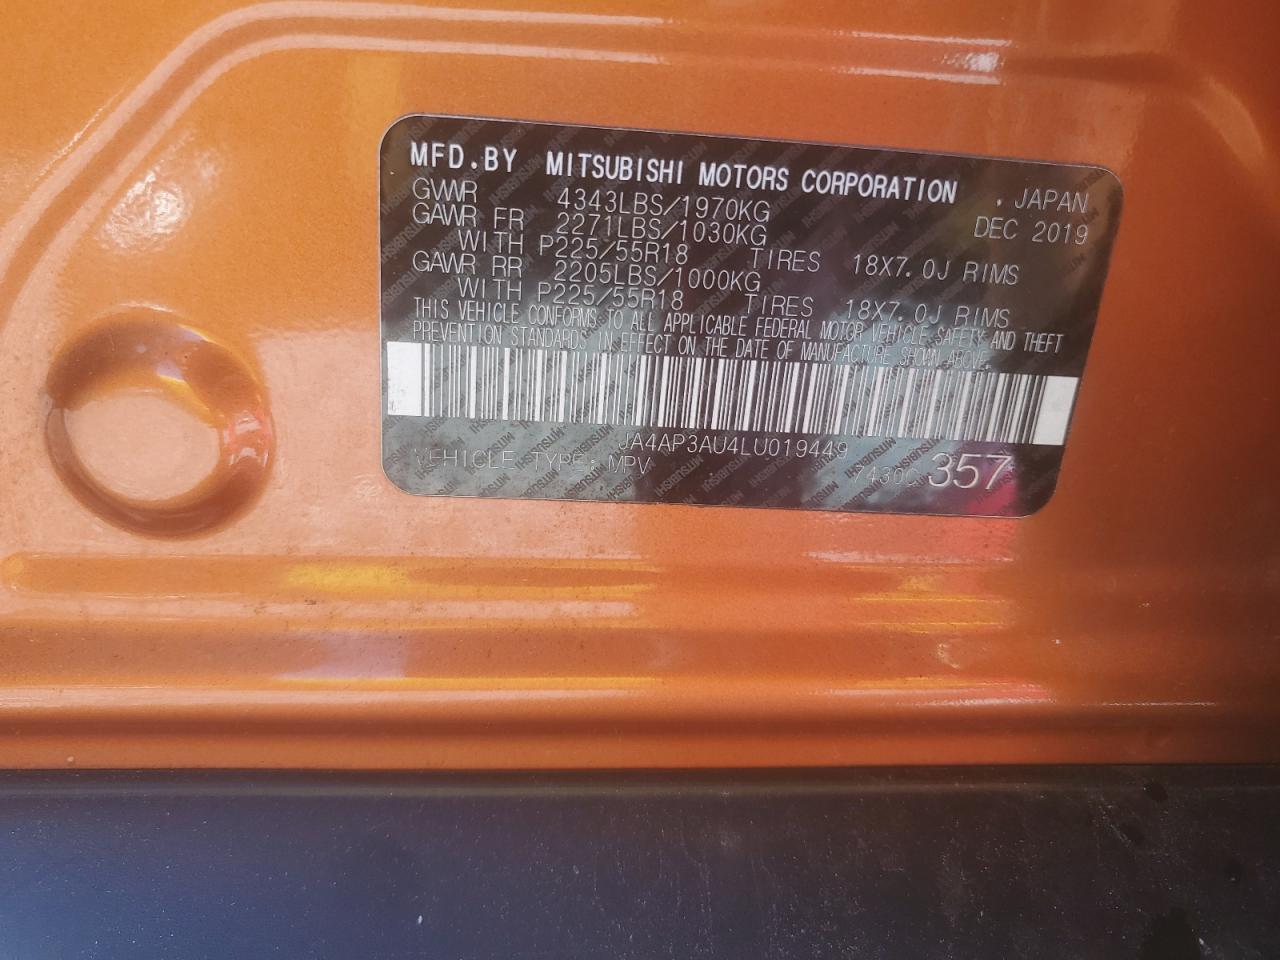 MFD.BY MITSUBISHI MOTORS CORPORATION . JAPAN
GVWR 4343LBS/1970KG DEC 2019
GAWR FR 2271LBS/1030KG
WITH P225/55R18 TIRES 18X7.0J RIMS
GAWR RR 2205LBS/1000KG
WITH P225/55R18 TIRES 18X7.0J RIMS
THIS VEHICLE CONFORMS TO ALL APPLICABLE FEDERAL MOTOR VEHICLE SAFETY AND THEFT
PREVENTION STANDARDS IN EFFECT ON THE DATE OF MANUFACTURE SHOWN ABOVE.
JA4AP3AU4LU019449
VEHICLE TYPE: MPV 357